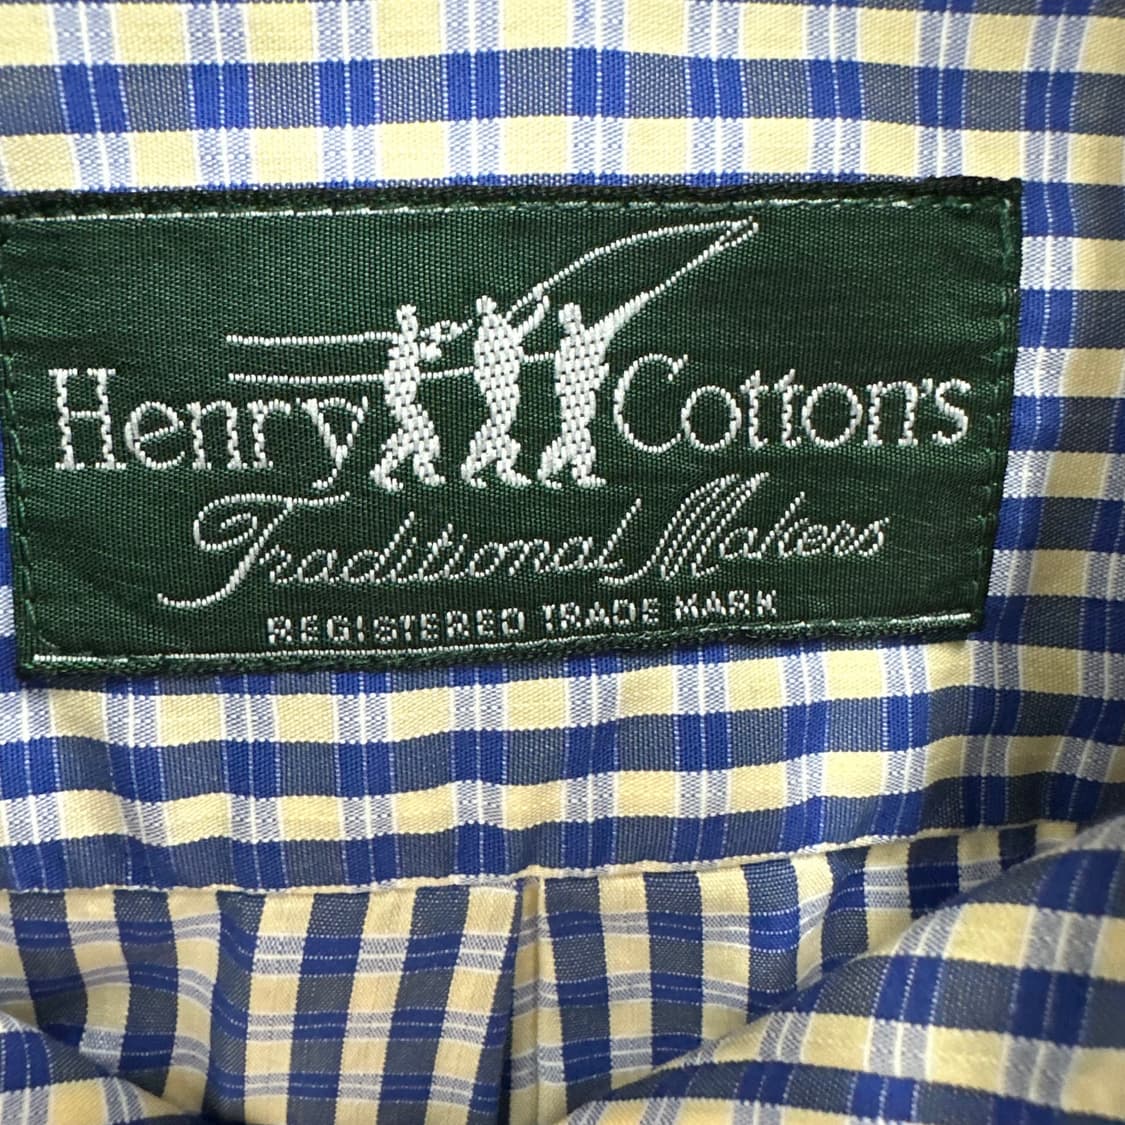 Henry Cotton's
Traditional Makers
REGISTERED TRADE MARK